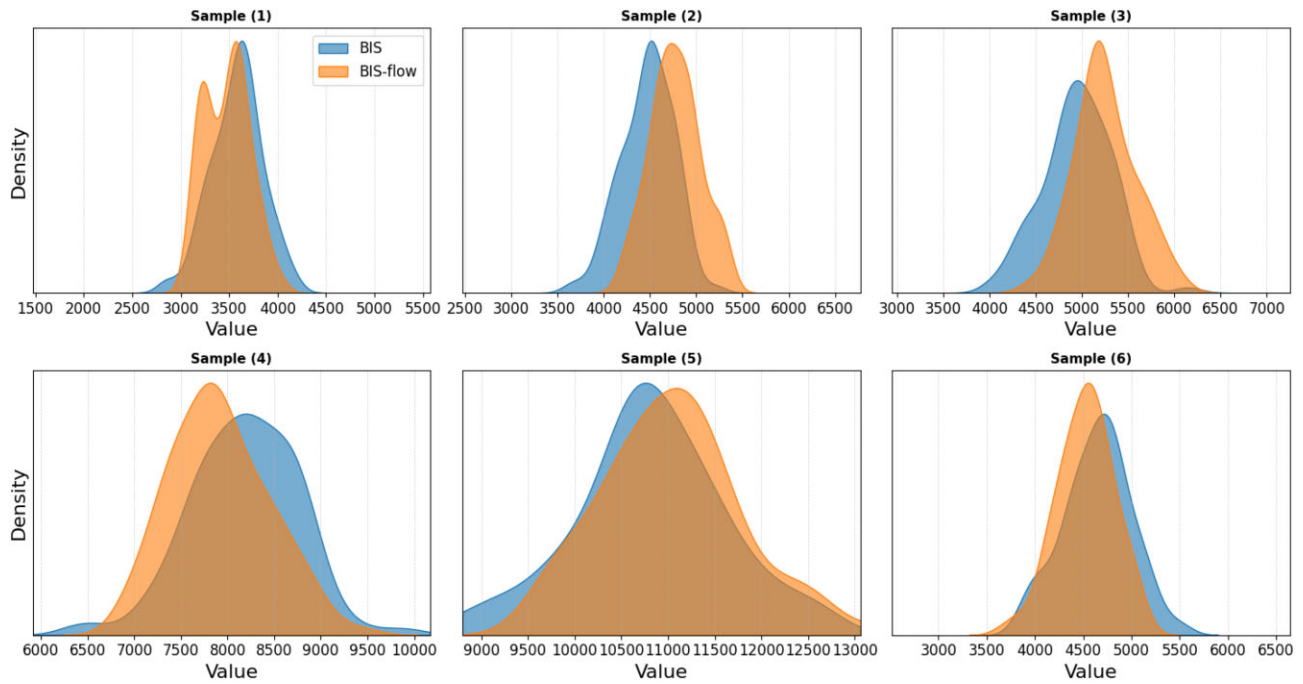 Sample (1)
Sample (2)
Sample (3)
BIS
BIS-flow
Density
1500 2000 2500 3000 3500 4000 4500 5000 5500
2500 3000 3500 4000 4500 5000 5500 6000 6500
3000 3500 4000 4500 5000 5500 6000 6500 7000
Value
Value
Value
Sample (4)
Sample (5)
Sample (6)
Density
6000 6500 7000 7500 8000 8500 9000 9500 10000
9000 9500 10000 10500 11000 11500 12000 12500 13000
3000 3500 4000 4500 5000 5500 6000 6500
Value
Value
Value